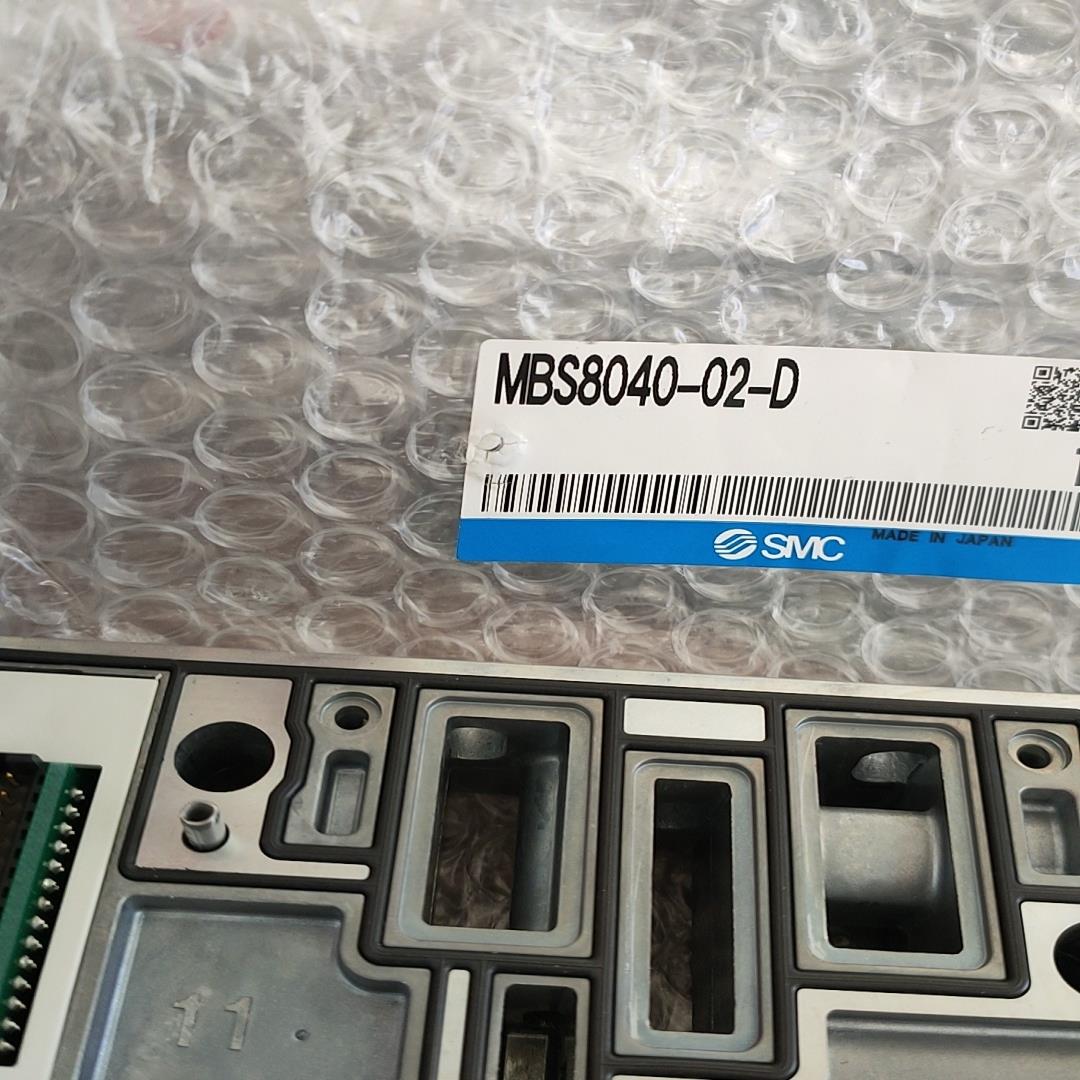 MBS8040-02-D
SMC MADE IN JAPAN
11